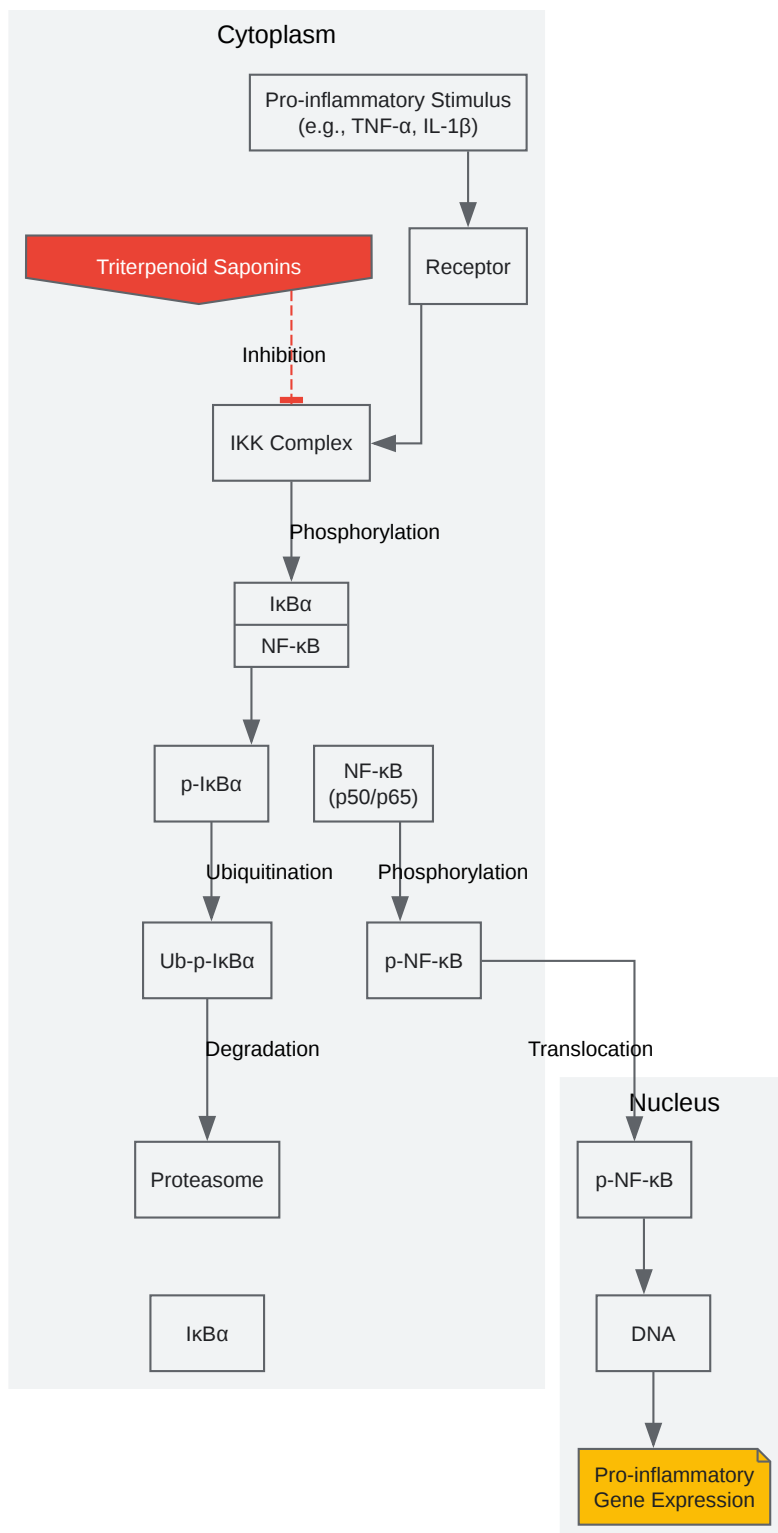 Cytoplasm
Pro-inflammatory Stimulus
(e.g., TNF-α, IL-1β)
Triterpenoid Saponins
Receptor
Inhibition
IKK Complex
Phosphorylation
IκBα
NF-κB
p-IκBα
NF-κB
(p50/p65)
Ubiquitination
Phosphorylation
Ub-p-IκBα
p-NF-κB
Degradation
Translocation
Nucleus
Proteasome
p-NF-κB
IκBα
DNA
Pro-inflammatory
Gene Expression